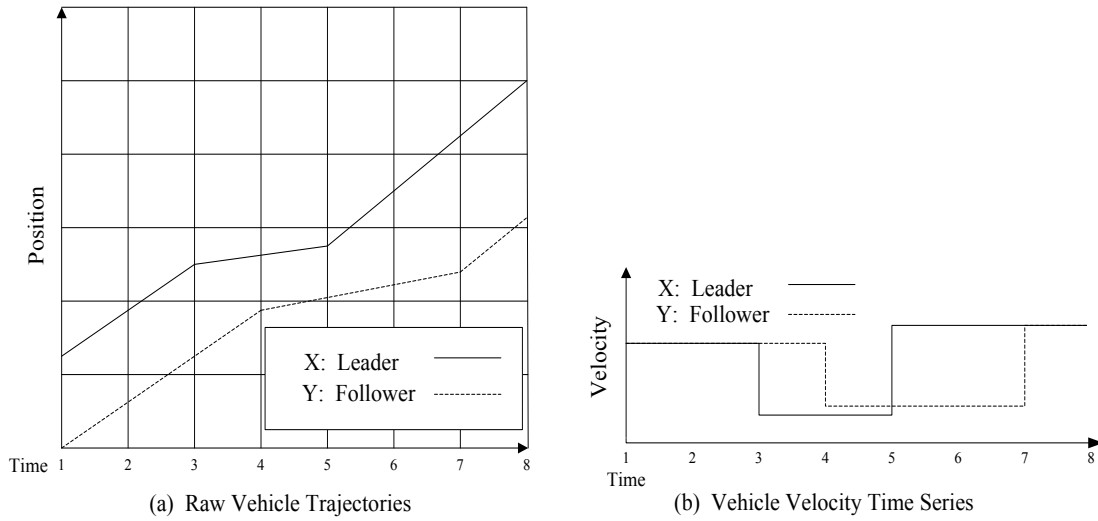 Position
X: Leader
Y: Follower
Time
1 2 3 4 5 6 7 8
(a) Raw Vehicle Trajectories
Velocity
X: Leader
Y: Follower
1 2 3 4 5 6 7 8
Time
(b) Vehicle Velocity Time Series